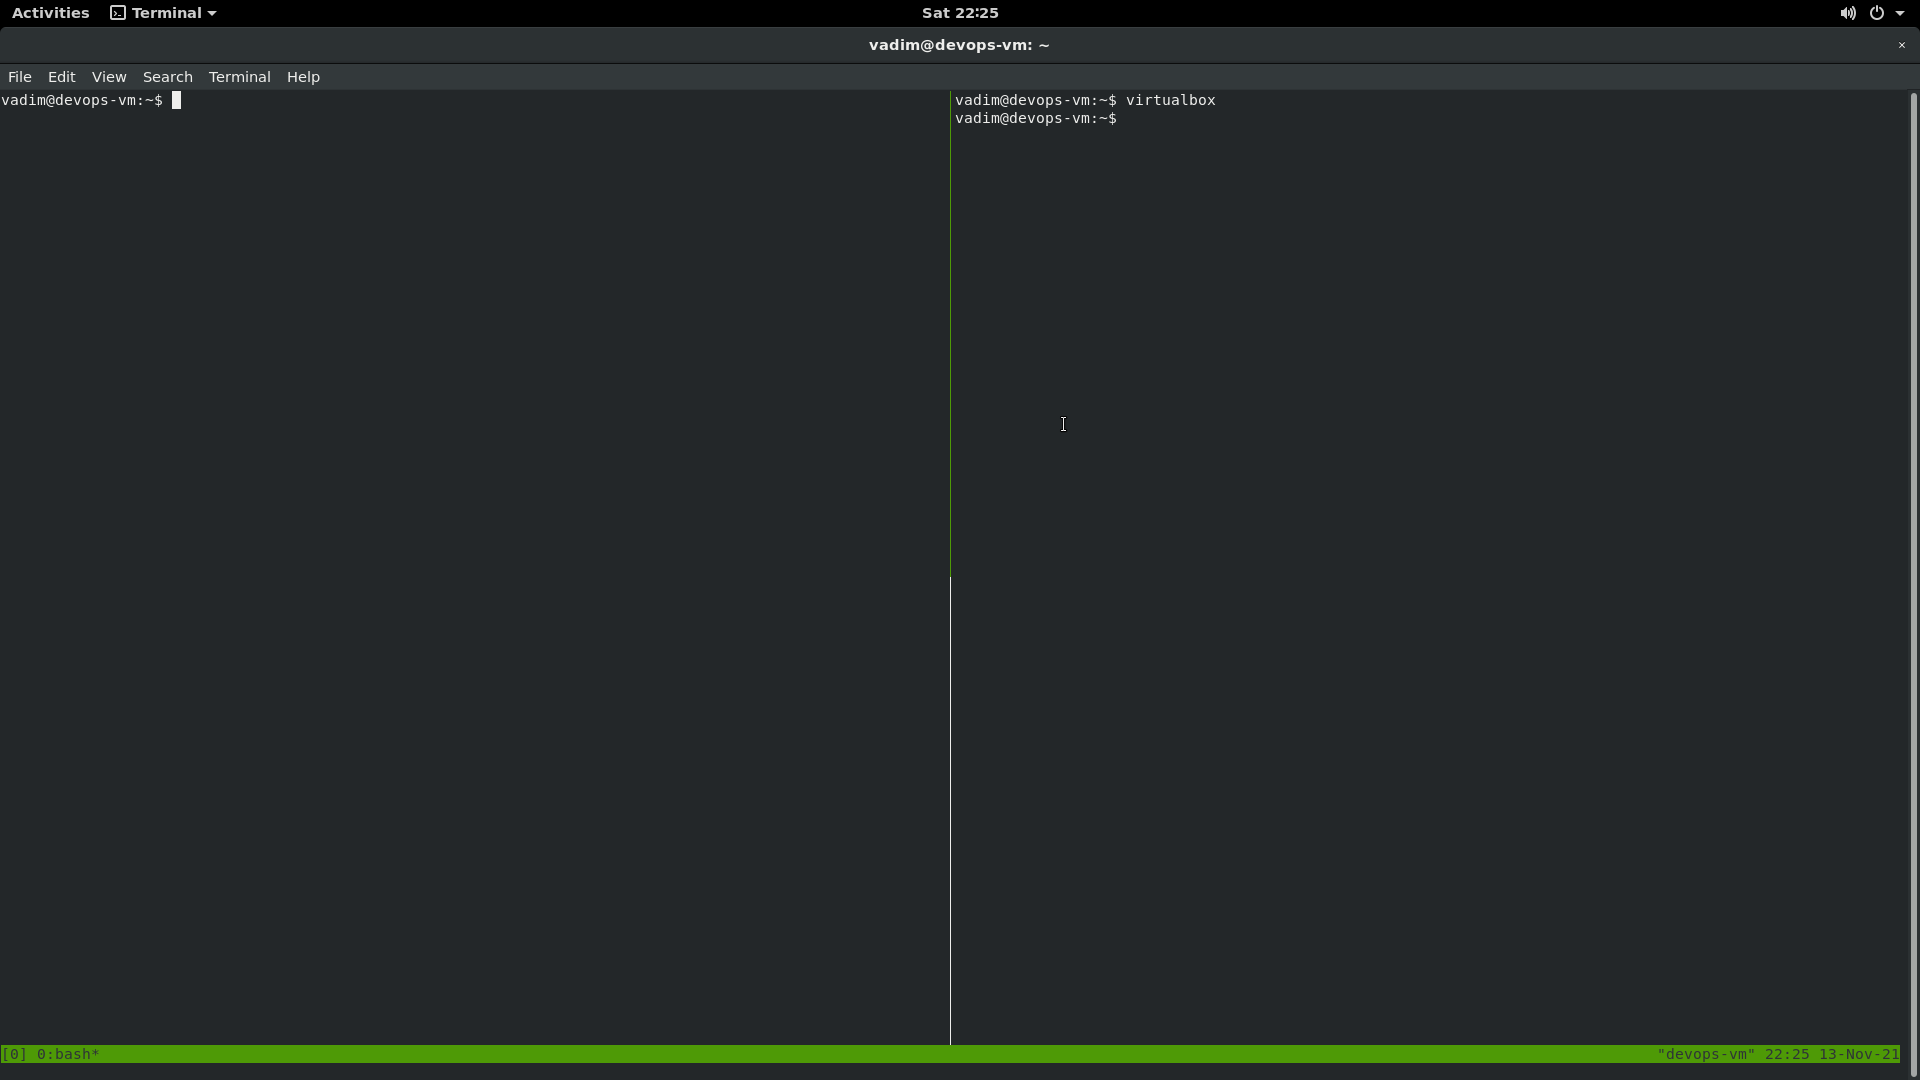 Activities Terminal Sat 22:25
vadim@devops-vm: ~ ×
File Edit View Search Terminal Help
vadim@devops-vm:~$
vadim@devops-vm:~$ virtualbox
vadim@devops-vm:~$
[0] 0:bash* "devops-vm" 22:25 13-Nov-21